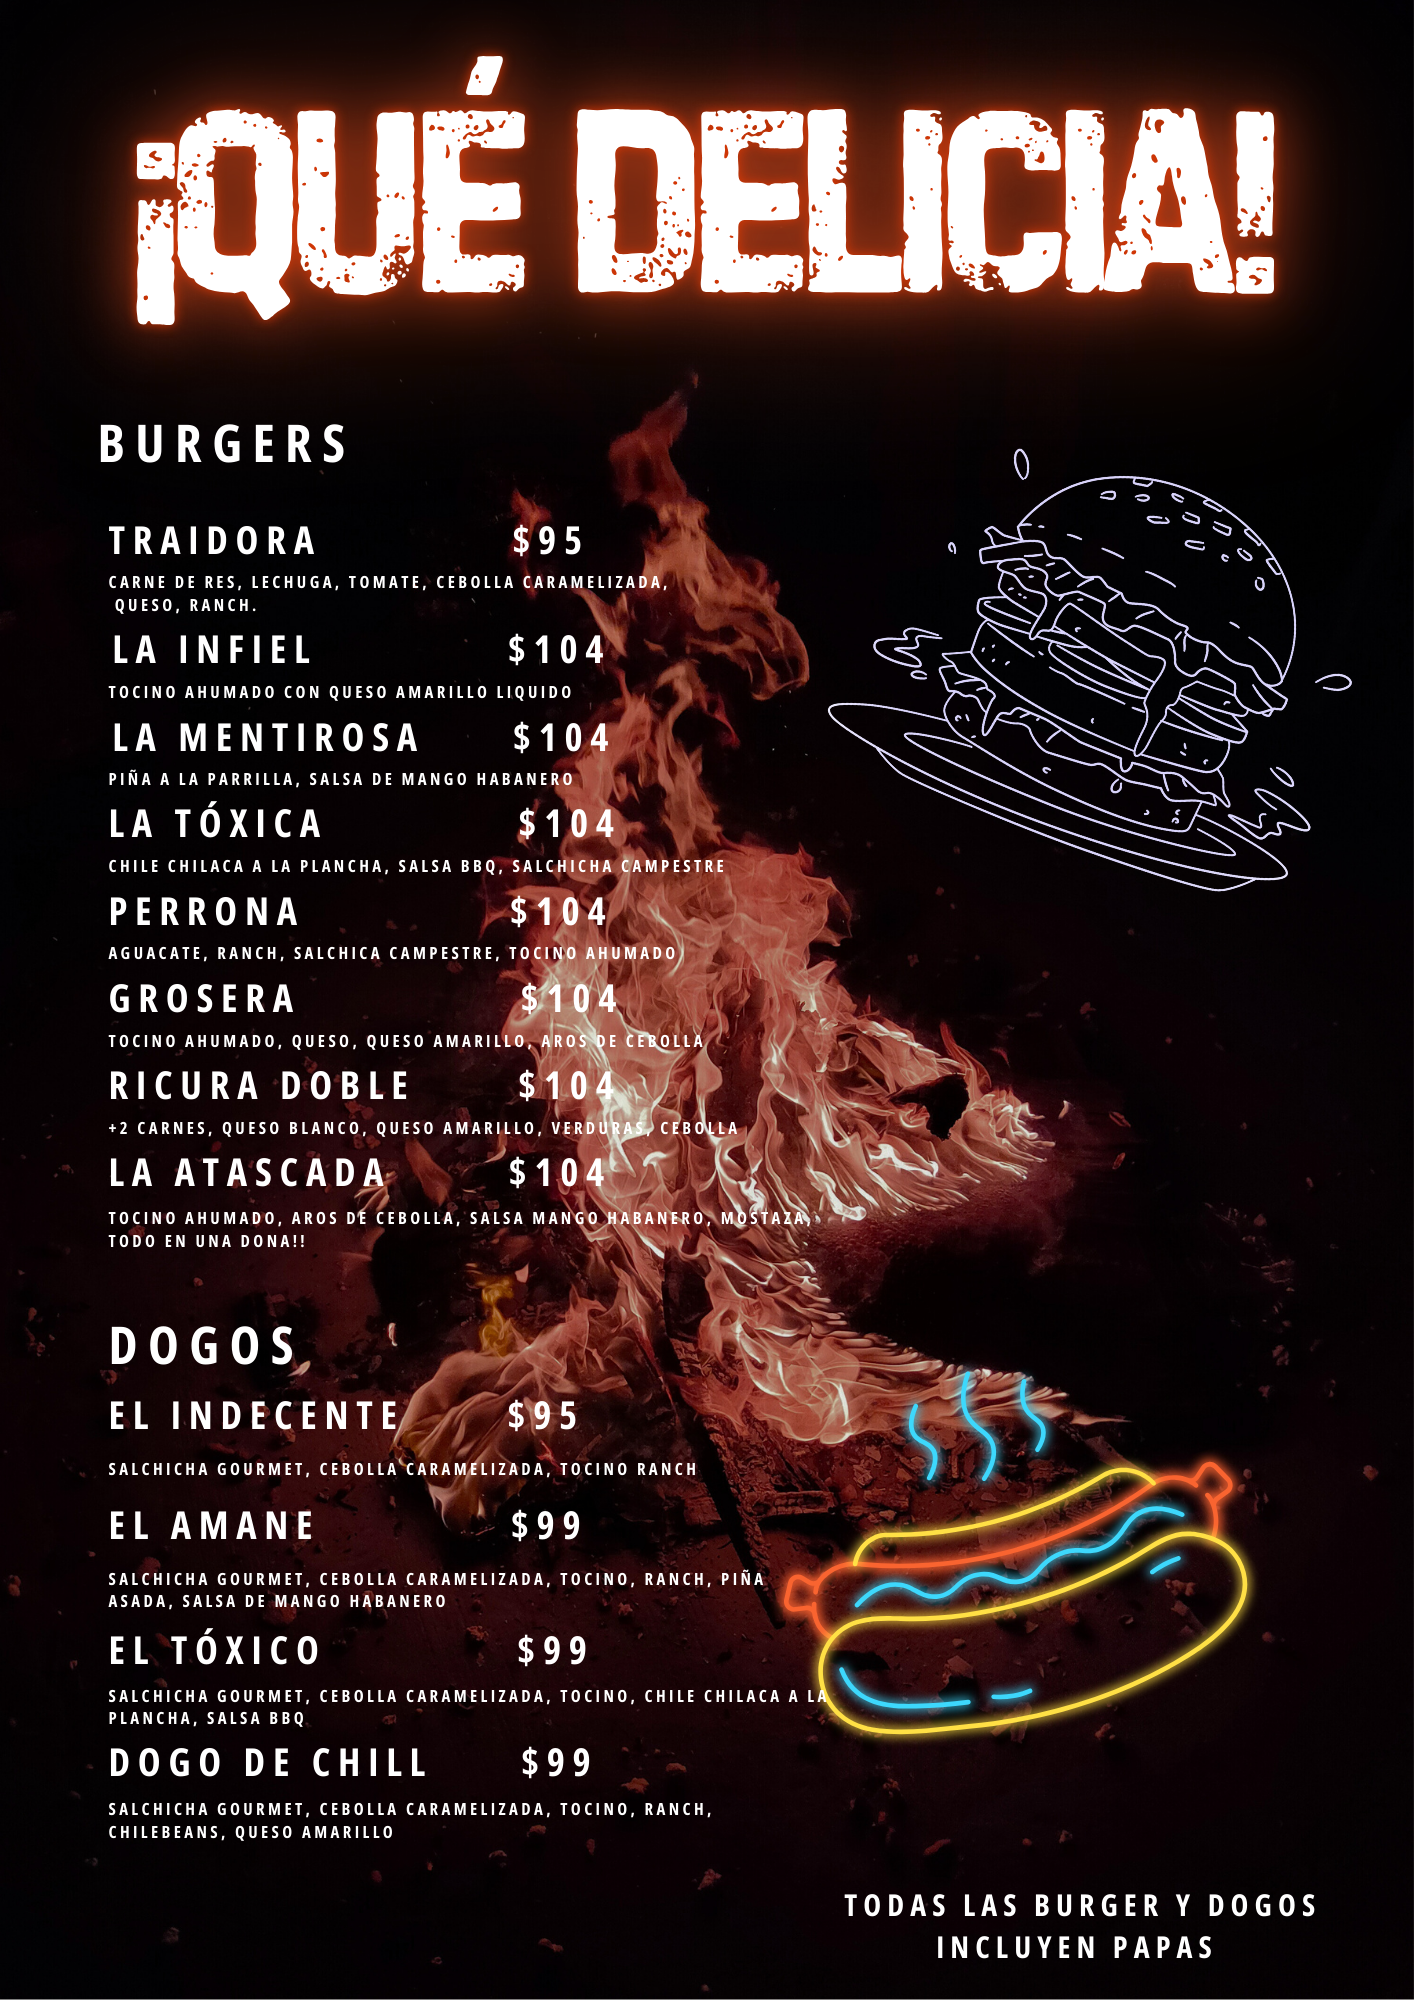 ¡QUÉ DELICIA!
BURGERS
TRAIDORA $95
CARNE DE RES, LECHUGA, TOMATE, CEBOLLA CARAMELIZADA,
QUESO, RANCH.
LA INFIEL $104
TOCINO AHUMADO CON QUESO AMARILLO LIQUIDO
LA MENTIROSA $104
PIÑA A LA PARRILLA, SALSA DE MANGO HABANERO
LA TÓXICA $104
CHILE CHILACA A LA PLANCHA, SALSA BBQ, SALCHICHA CAMPESTRE
PERRONA $104
AGUACATE, RANCH, SALCHICA CAMPESTRE, TOCINO AHUMADO
GROSERA $104
TOCINO AHUMADO, QUESO, QUESO AMARILLO, AROS DE CEBOLLA
RICURA DOBLE $104
+2 CARNES, QUESO BLANCO, QUESO AMARILLO, VERDURAS, CEBOLLA
LA ATASCADA $104
TOCINO AHUMADO, AROS DE CEBOLLA, SALSA MANGO HABANERO, MOSTAZA,
TODO EN UNA DONA!!
DOGOS
EL INDECENTE $95
SALCHICHA GOURMET, CEBOLLA CARAMELIZADA, TOCINO RANCH
EL AMANE $99
SALCHICHA GOURMET, CEBOLLA CARAMELIZADA, TOCINO, RANCH, PIÑA
ASADA, SALSA DE MANGO HABANERO
EL TÓXICO $99
SALCHICHA GOURMET, CEBOLLA CARAMELIZADA, TOCINO, CHILE CHILACA A LA
PLANCHA, SALSA BBQ
DOGO DE CHILL $99
SALCHICHA GOURMET, CEBOLLA CARAMELIZADA, TOCINO, RANCH,
CHILEBEANS, QUESO AMARILLO
TODAS LAS BURGER Y DOGOS
INCLUYEN PAPAS